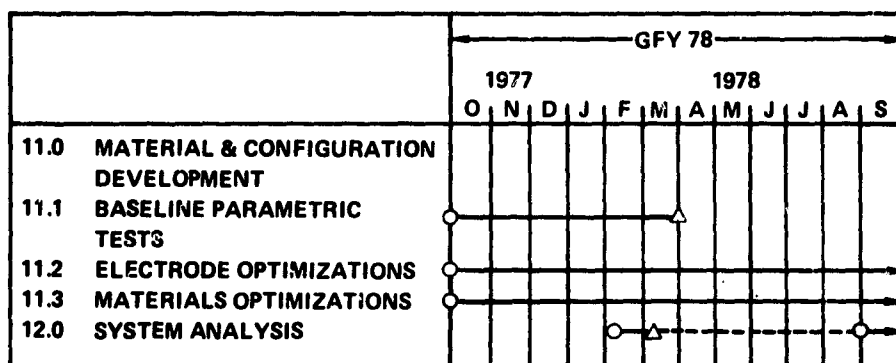 GFY 78
1977 1978
O N D J F M A M J J A S
11.0 MATERIAL & CONFIGURATION
DEVELOPMENT
11.1 BASELINE PARAMETRIC
TESTS
11.2 ELECTRODE OPTIMIZATIONS
11.3 MATERIALS OPTIMIZATIONS
12.0 SYSTEM ANALYSIS